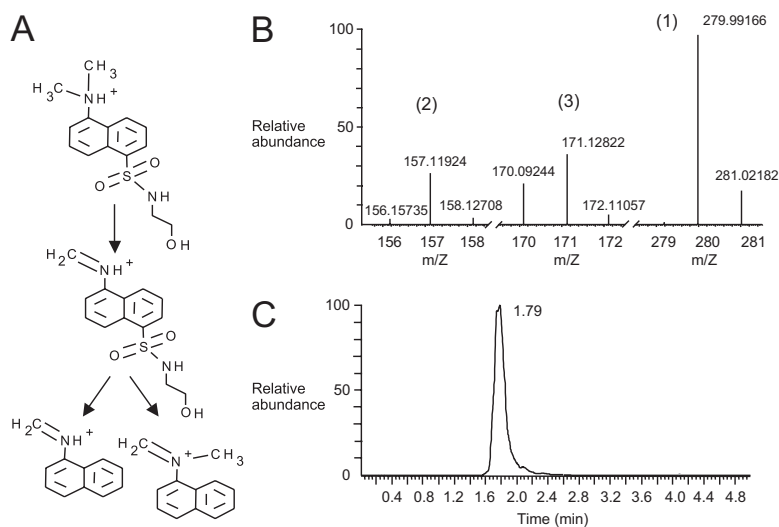 A
CH3
H3C
NH +
O
S
O
NH
OH
H2C
NH +
O
S
O
NH
OH
H2C
NH +
H2C
N +
CH3
B
(1)
279.99166
100
(2)
(3)
Relative
abundance
50
157.11924
171.12822
170.09244
281.02182
156.15735
158.12708
172.11057
0
156 157 158 170 171 172 279 280 281
m/Z m/Z m/Z
C
100
1.79
Relative
abundance
50
0
0.4 0.8 1.2 1.6 2.0 2.4 2.8 3.2 3.6 4.0 4.4 4.8
Time (min)